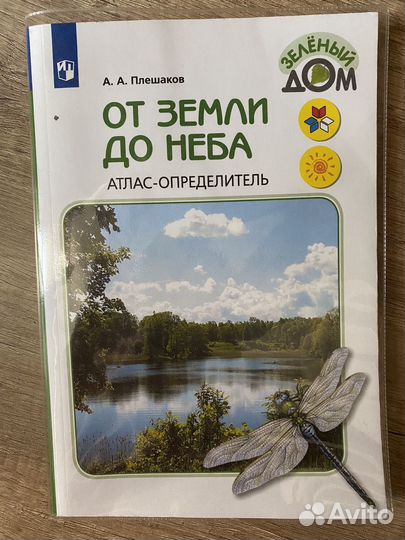 А. А. Плешаков
ЗЕЛЁНЫЙ
ДОМ
ОТ ЗЕМЛИ
ДО НЕБА
АТЛАС-ОПРЕДЕЛИТЕЛЬ
Avito